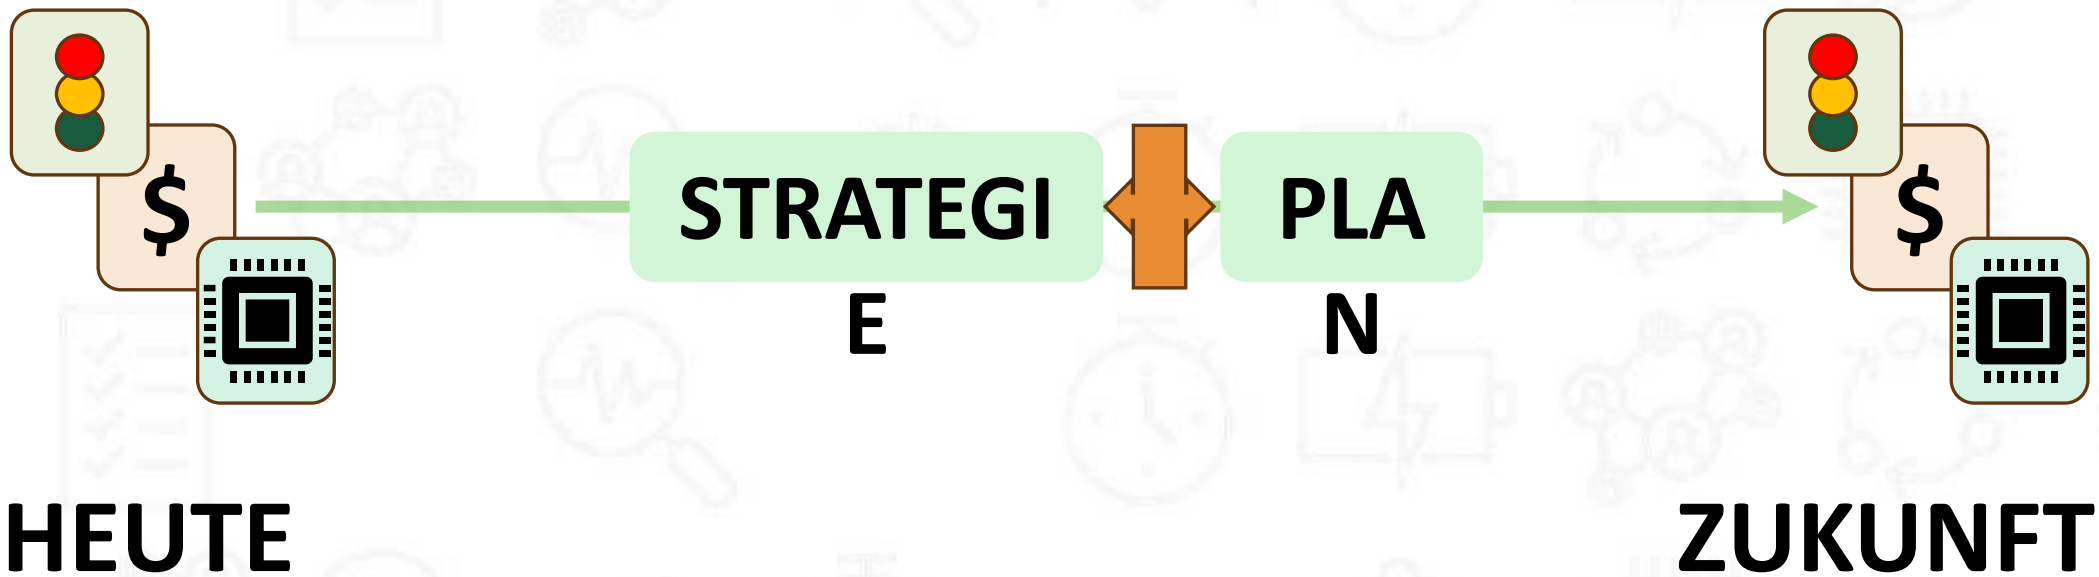 $
STRATEGI
E
PLA
N
$
HEUTE
ZUKUNFT